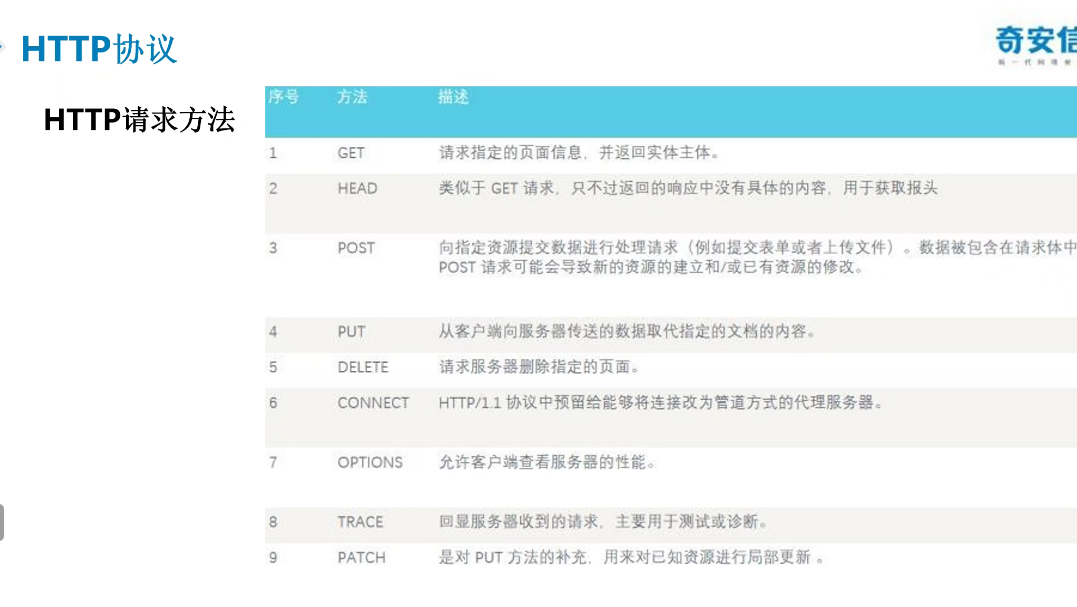 HTTP协议
奇安信
新一代网络安
HTTP请求方法
序号 方法 描述
1 GET 请求指定的页面信息，并返回实体主体。
2 HEAD 类似于 GET 请求，只不过返回的响应中没有具体的内容，用于获取报头
3 POST 向指定资源提交数据进行处理请求（例如提交表单或者上传文件）。数据被包含在请求体中
POST 请求可能会导致新的资源的建立和/或已有资源的修改。
4 PUT 从客户端向服务器传送的数据取代指定的文档的内容。
5 DELETE 请求服务器删除指定的页面。
6 CONNECT HTTP/1.1 协议中预留给能够将连接改为管道方式的代理服务器。
7 OPTIONS 允许客户端查看服务器的性能。
8 TRACE 回显服务器收到的请求，主要用于测试或诊断。
9 PATCH 是对 PUT 方法的补充，用来对已知资源进行局部更新 。